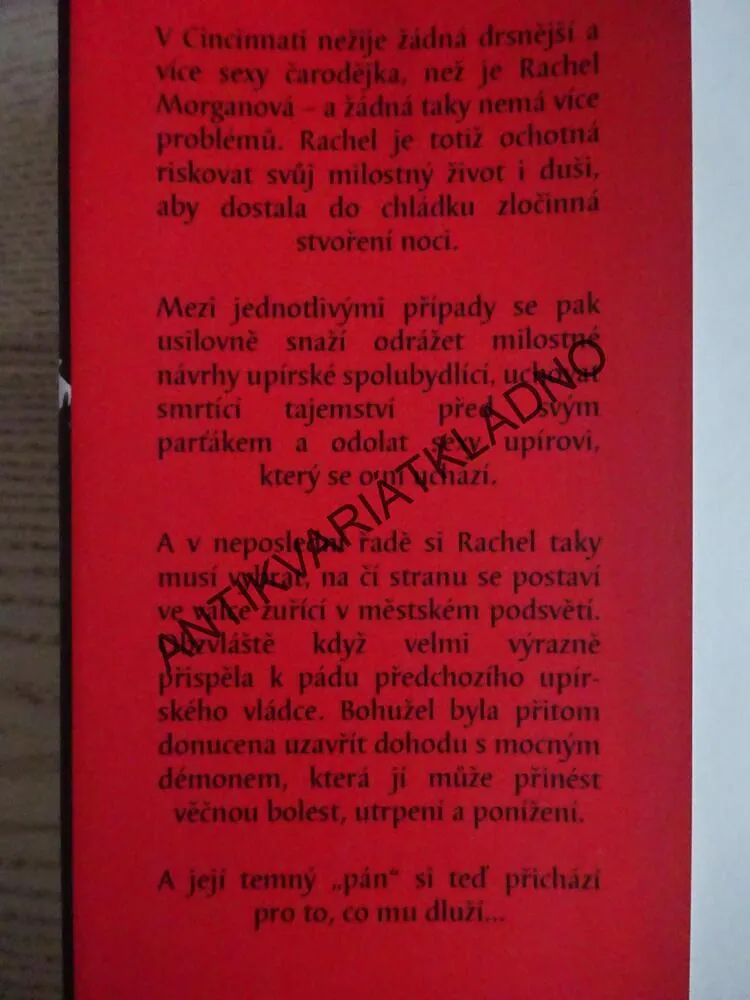 V Cincinnati nežije žádná drsnější a
více sexy čarodějka, než je Rachel
Morganová – a žádná taky nemá více
problémů. Rachel je totiž ochotná
riskovat svůj milostný život i duši,
aby dostala do chládku zločinná
stvoření noci.
Mezi jednotlivými případy se pak
usilovně snaží odrážet milostné
návrhy upírské spolubydlící, uchovat
smrtící tajemství před svým
parťákem a odolat sexy upírovi,
který se o ni uchází.
A v neposlední řadě si Rachel taky
musí vybrat, na čí stranu se postaví
ve válce zuřící v městském podsvětí.
Obzvláště když velmi výrazně
přispěla k pádu předchozího upír-
ského vládce. Bohužel byla přitom
donucena uzavřít dohodu s mocným
démonem, která jí může přinést
věčnou bolest, utrpení a ponížení.
A její temný „pán“ si teď přichází
pro to, co mu dluží...
ANTIKVARIATKLADNO